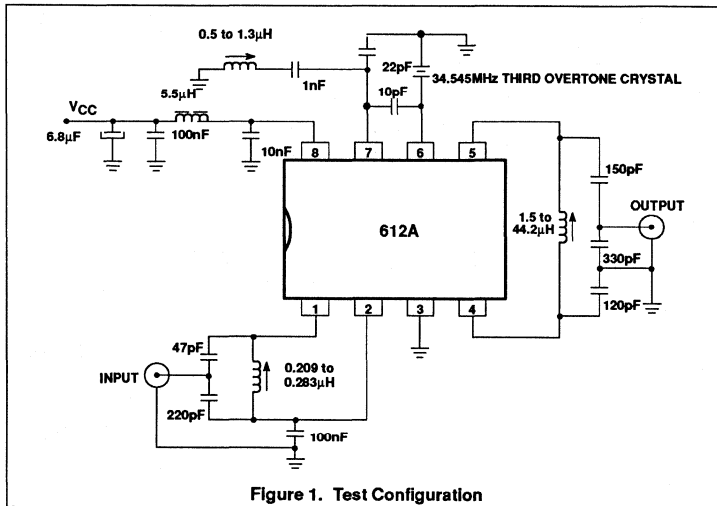 0.5 to 1.3µH
22pF
34.545MHz THIRD OVERTONE CRYSTAL
1nF
5.5µH
10pF
VCC
6.8µF
100nF
10nF
8
7
6
5
150pF
612A
1.5 to
44.2µH
OUTPUT
330pF
120pF
1
2
3
4
47pF
INPUT
0.209 to
0.283µH
220pF
100nF
Figure 1. Test Configuration